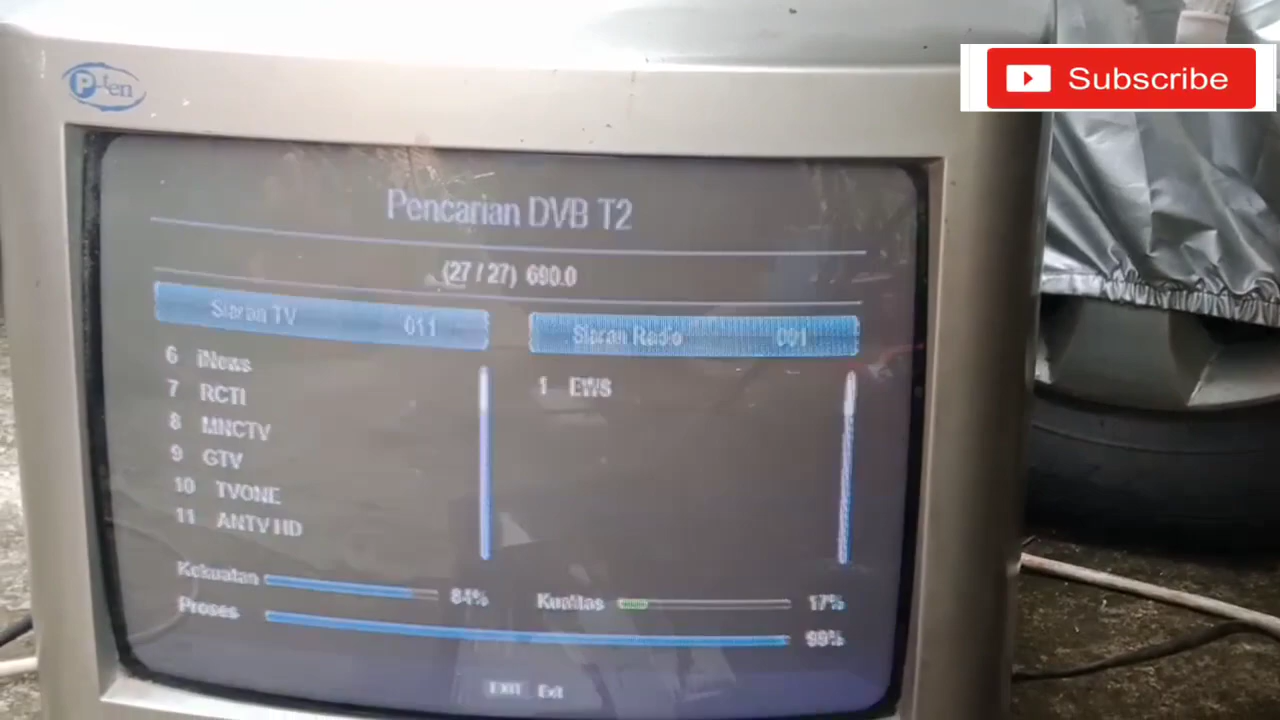 P-ten
Subscribe
Pencarian DVB T2
(27 / 27) 690.0
Siaran TV 011
Siaran Radio 001
6 iNews
7 RCTI
8 MNCTV
9 GTV
10 TVONE
11 ANTV HD
1 EWS
Kekuatan 84%
Kualitas 17%
Proses 99%
EXIT Exit